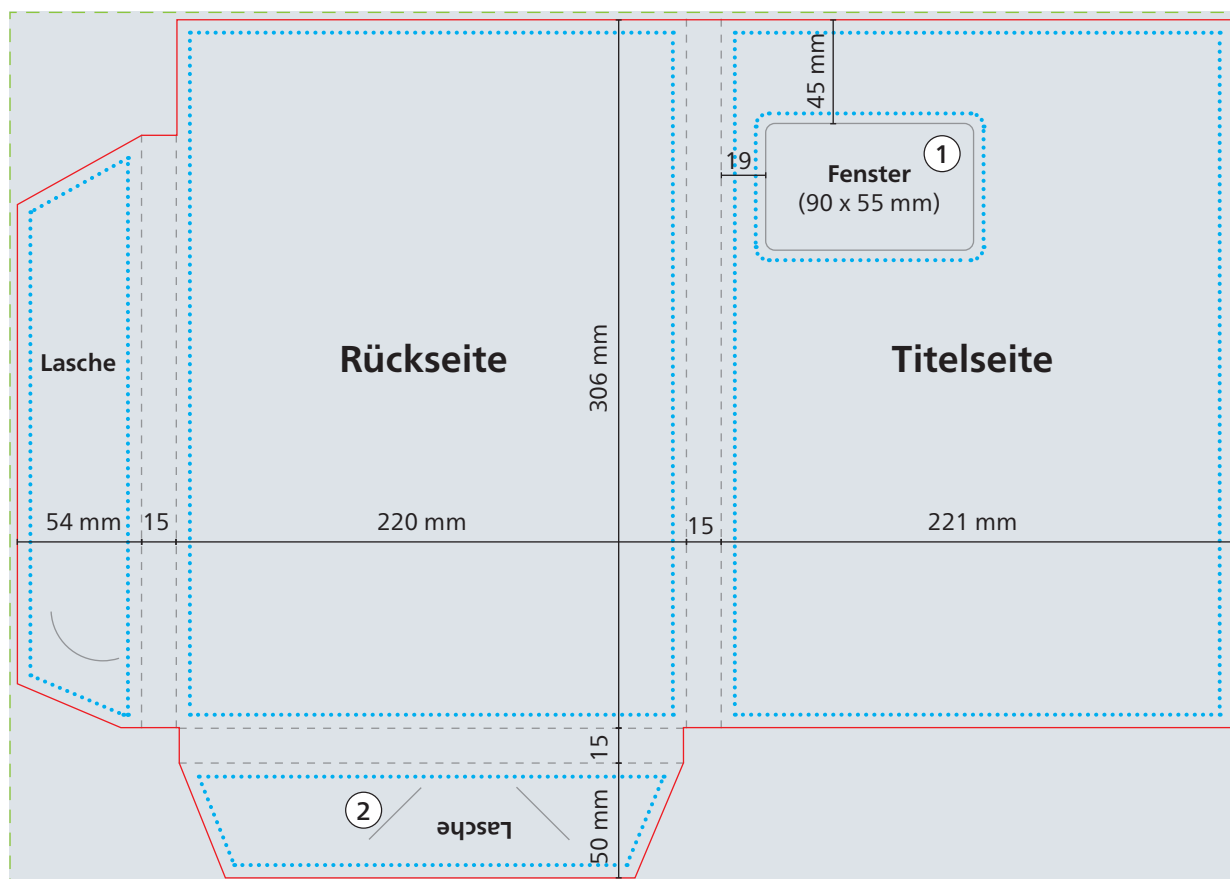 45 mm
1
19
Fenster
(90 x 55 mm)
Lasche
Rückseite
306 mm
Titelseite
54 mm
15
220 mm
15
221 mm
15
2
Lasche
50 mm